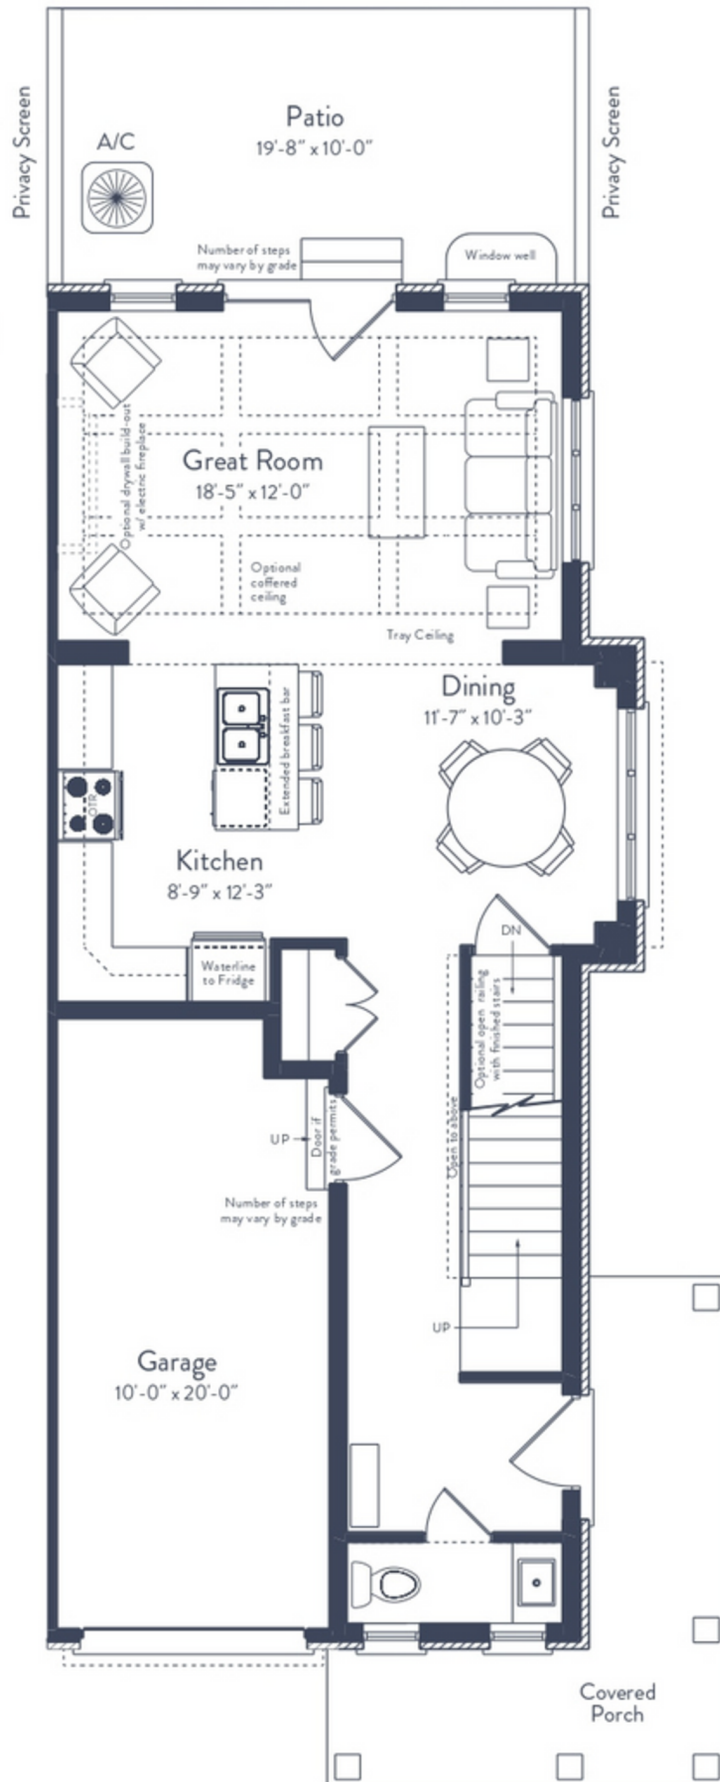 Privacy Screen
A/C
Patio
19'-8" x 10'-0"
Privacy Screen
Number of steps
may vary by grade
Window well
Optional drywall build-out
w/ electric fireplace
Great Room
18'-5" x 12'-0"
Optional
coffered
ceiling
Tray Ceiling
Dining
11'-7" x 10'-3"
Extended breakfast bar
OTR
Kitchen
8'-9" x 12'-3"
Waterline
to Fridge
DN
Optional open railing
with finished stairs
Open to above
UP
Door if
grade permits
Number of steps
may vary by grade
UP
Garage
10'-0" x 20'-0"
Covered
Porch